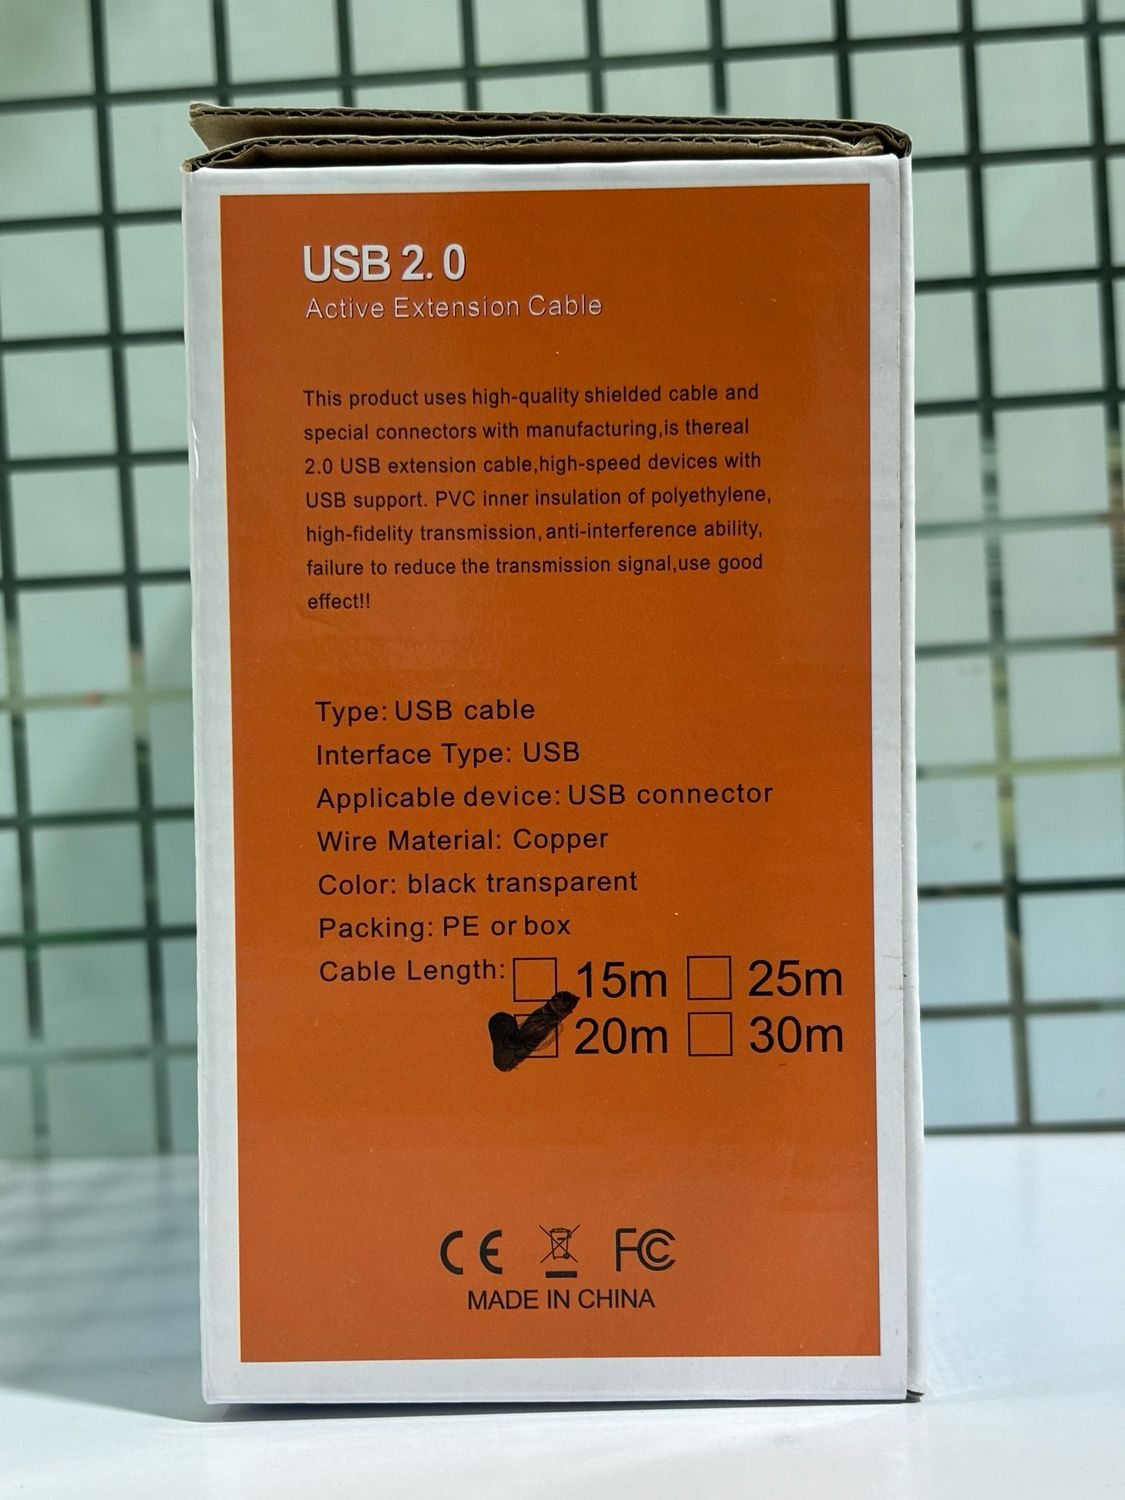 USB 2.0
Active Extension Cable
This product uses high-quality shielded cable and
special connectors with manufacturing,is thereal
2.0 USB extension cable,high-speed devices with
USB support. PVC inner insulation of polyethylene,
high-fidelity transmission, anti-interference ability,
failure to reduce the transmission signal,use good
effect!!
Type: USB cable
Interface Type: USB
Applicable device: USB connector
Wire Material: Copper
Color: black transparent
Packing: PE or box
Cable Length: 15m 25m
20m 30m
CE FC
MADE IN CHINA